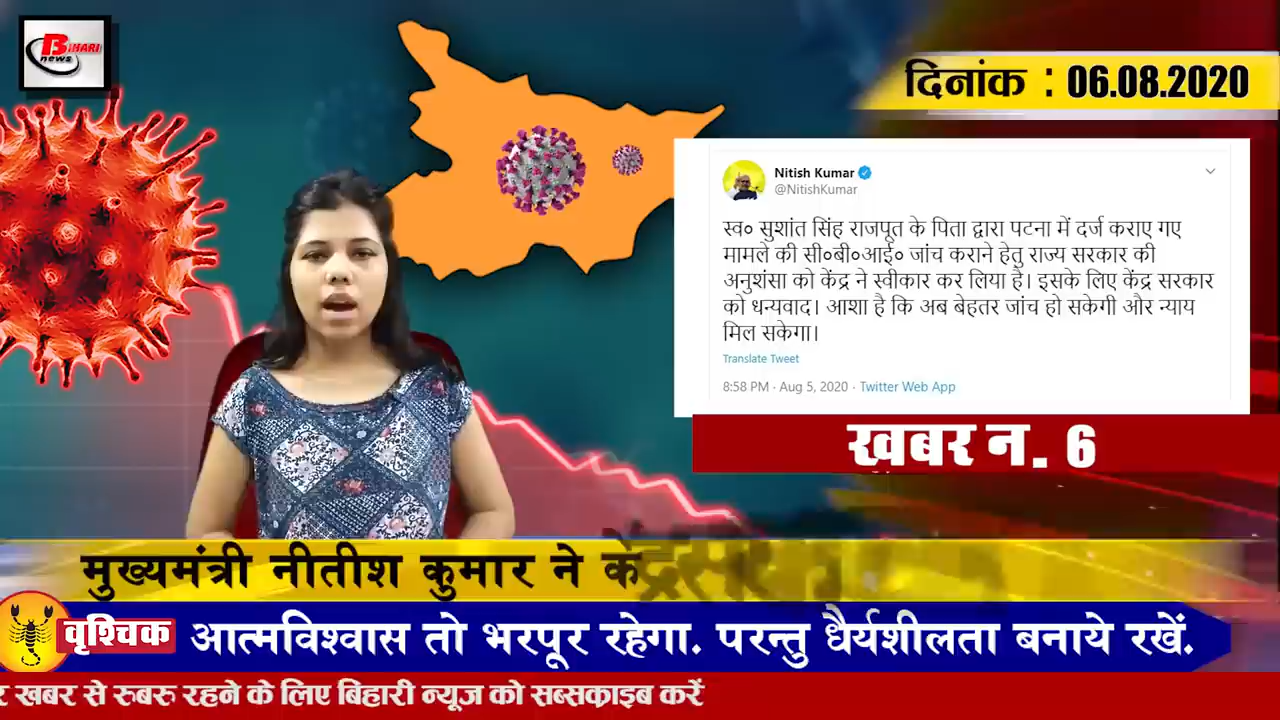 BIHARI
news
दिनांक : 06.08.2020
Nitish Kumar
@NitishKumar
स्व० सुशांत सिंह राजपूत के पिता द्वारा पटना में दर्ज कराए गए
मामले की सी०बी०आई० जांच कराने हेतु राज्य सरकार की
अनुशंसा को केंद्र ने स्वीकार कर लिया है। इसके लिए केंद्र सरकार
को धन्यवाद। आशा है कि अब बेहतर जांच हो सकेगी और न्याय
मिल सकेगा।
Translate Tweet
8:58 PM · Aug 5, 2020 · Twitter Web App
खबर न. 6
मुख्यमंत्री नीतीश कुमार ने
वृश्चिक आत्मविश्वास तो भरपूर रहेगा. परन्तु धैर्यशीलता बनाये रखें.
खबर से रुबरु रहने के लिए बिहारी न्यूज को सब्सक्राइब करें